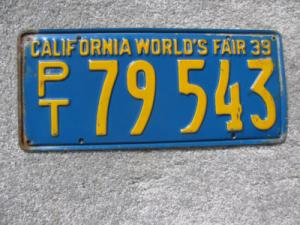 CALIFORNIA WORLD'S FAIR 39
PT 79 543